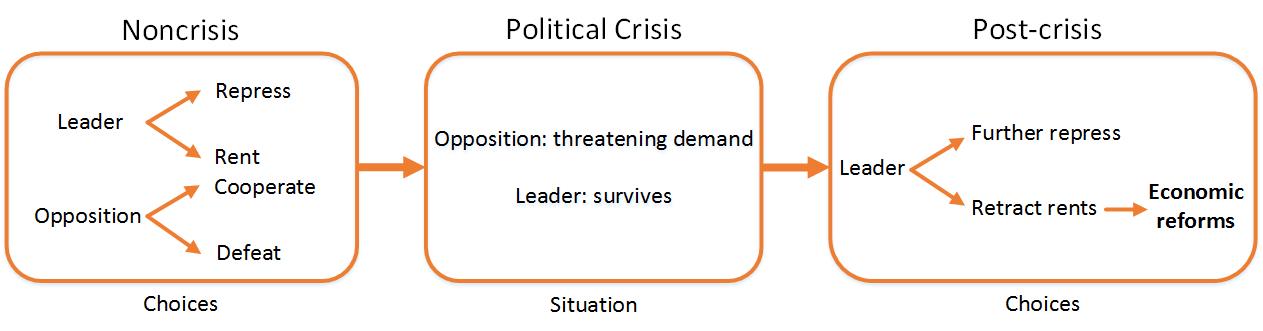 Noncrisis
Leader
Repress
Rent
Opposition
Cooperate
Defeat
Choices
Political Crisis
Opposition: threatening demand
Leader: survives
Situation
Post-crisis
Leader
Further repress
Retract rents
Economic
reforms
Choices